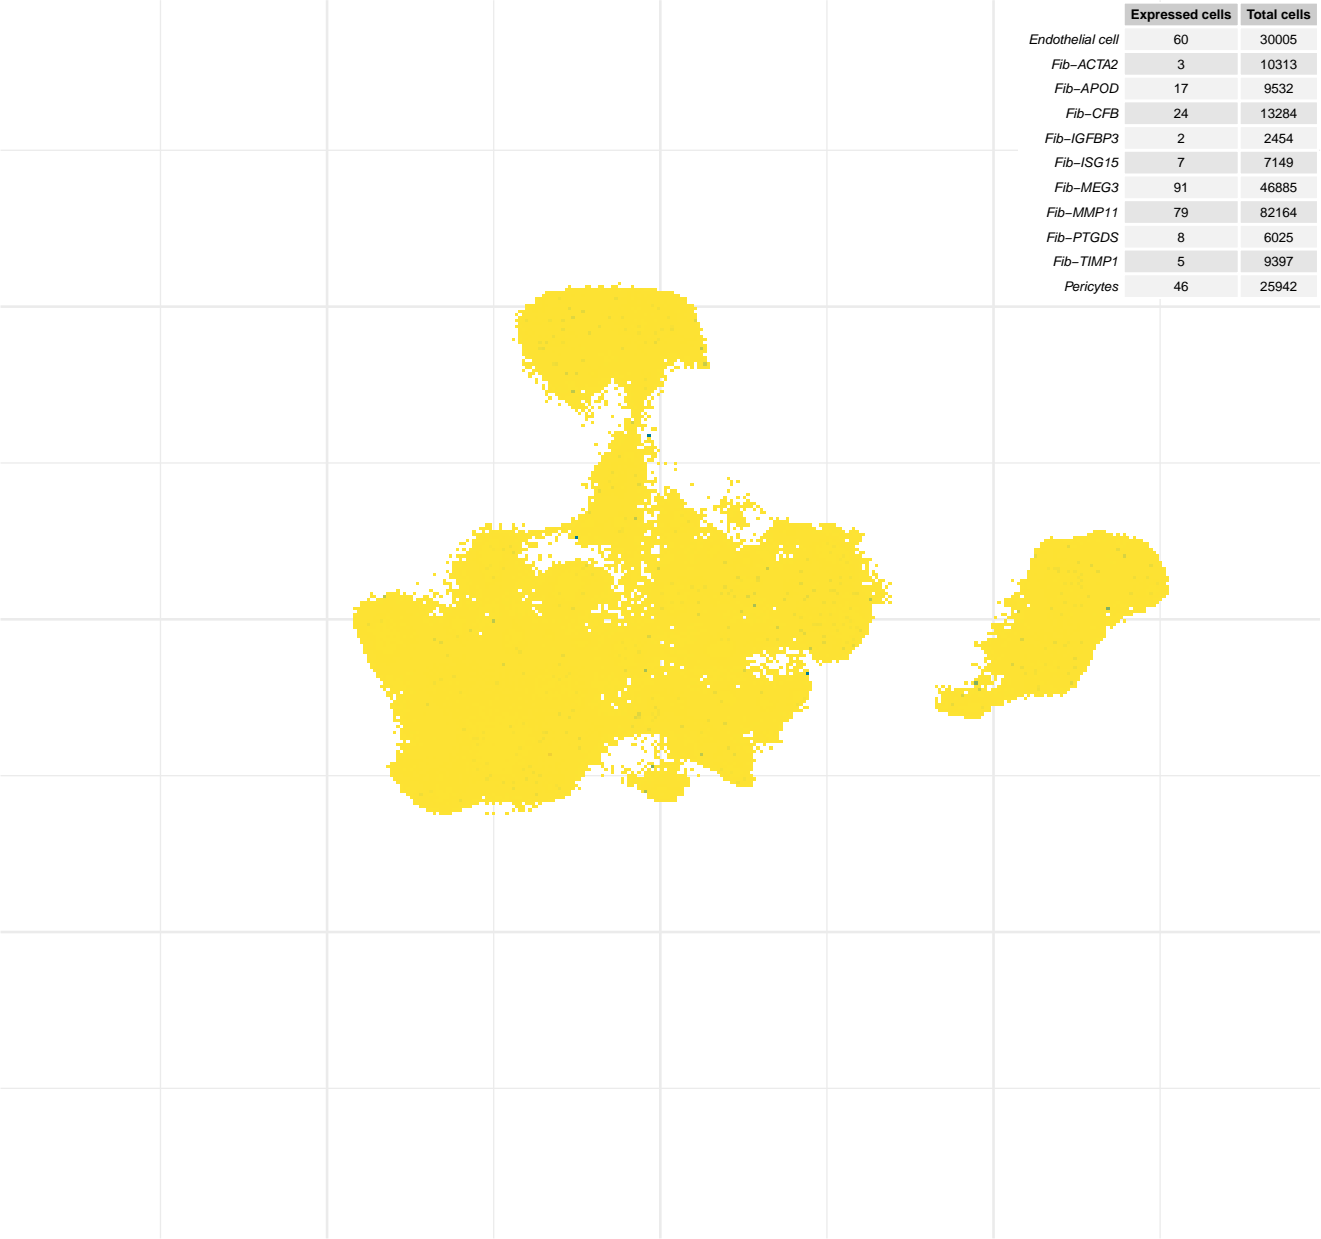 Expressed cells Total cells
Endothelial cell 60 30005
Fib−ACTA2 3 10313
Fib−APOD 17 9532
Fib−CFB 24 13284
Fib−IGFBP3 2 2454
Fib−ISG15 7 7149
Fib−MEG3 91 46885
Fib−MMP11 79 82164
Fib−PTGDS 8 6025
Fib−TIMP1 5 9397
Pericytes 46 25942